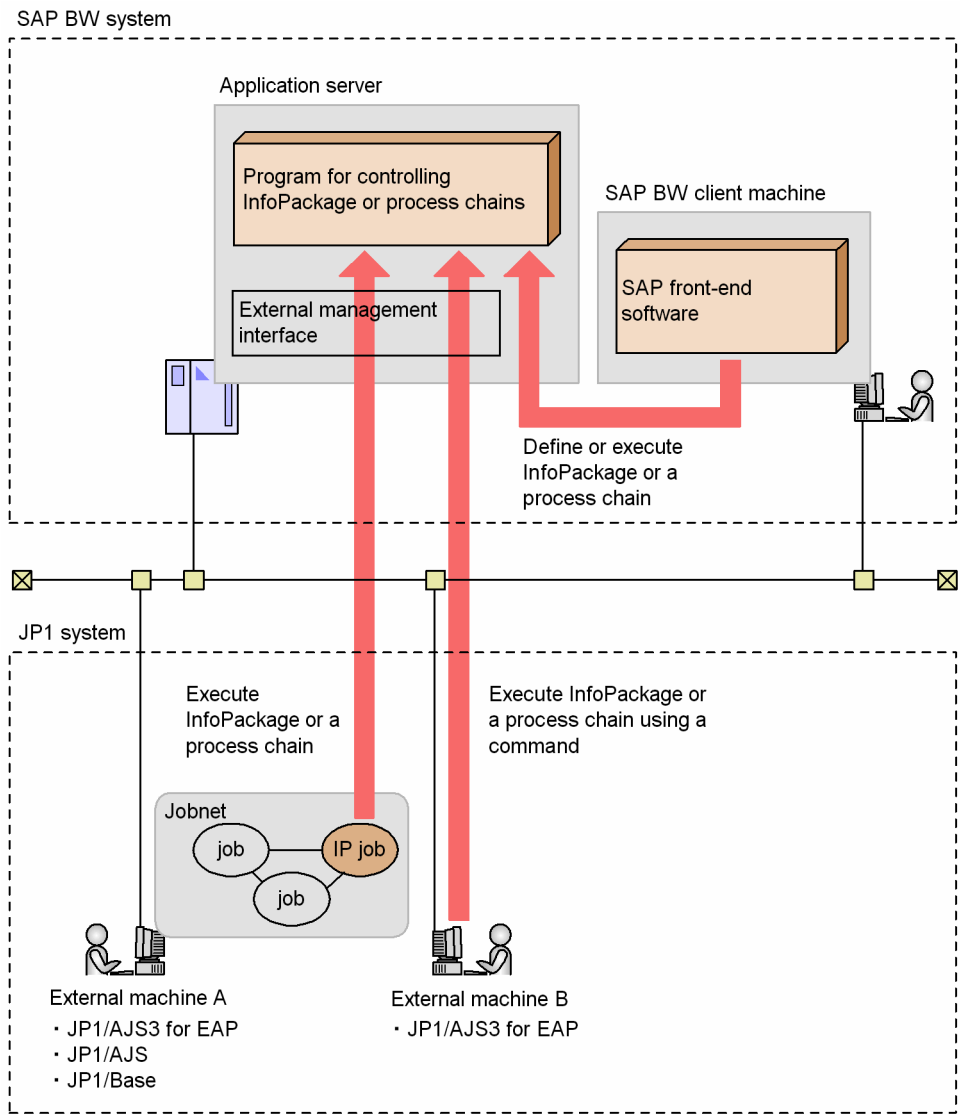 SAP BW system
Application server
Program for controlling
InfoPackage or process chains
SAP BW client machine
SAP front-end
software
External management
interface
Define or execute
InfoPackage or a
process chain
JP1 system
Execute
InfoPackage or a
process chain
Execute InfoPackage or
a process chain using a
command
Jobnet
job
IP job
job
External machine A
・ JP1/AJS3 for EAP
・ JP1/AJS
・ JP1/Base
External machine B
・ JP1/AJS3 for EAP